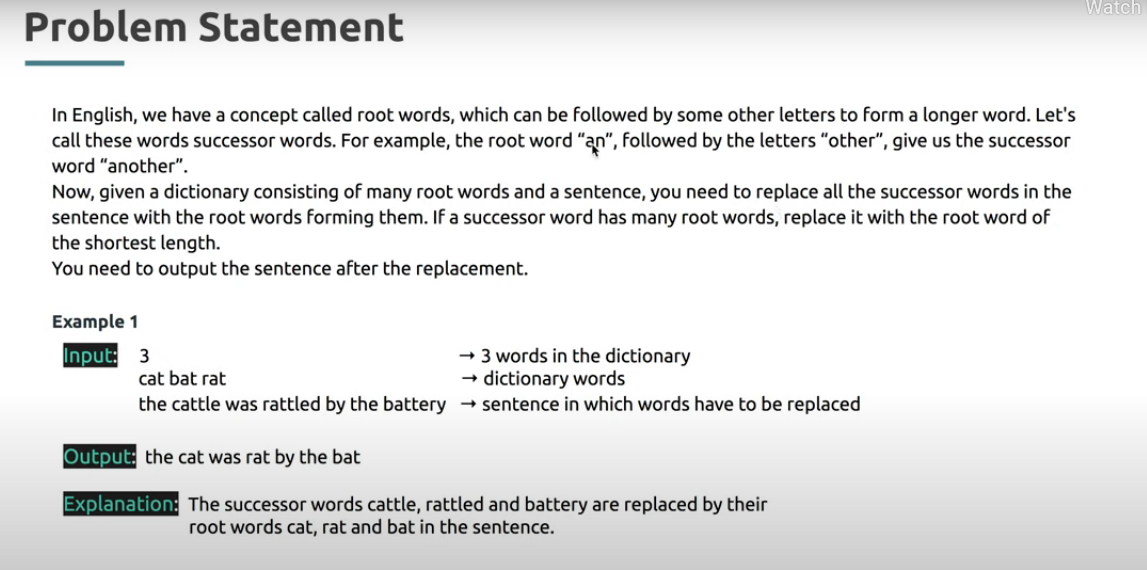 Watch
Problem Statement
In English, we have a concept called root words, which can be followed by some other letters to form a longer word. Let's
call these words successor words. For example, the root word “an”, followed by the letters “other”, give us the successor
word “another”.
Now, given a dictionary consisting of many root words and a sentence, you need to replace all the successor words in the
sentence with the root words forming them. If a successor word has many root words, replace it with the root word of
the shortest length.
You need to output the sentence after the replacement.
Example 1
Input: 3 → 3 words in the dictionary
cat bat rat → dictionary words
the cattle was rattled by the battery → sentence in which words have to be replaced
Output: the cat was rat by the bat
Explanation: The successor words cattle, rattled and battery are replaced by their
root words cat, rat and bat in the sentence.